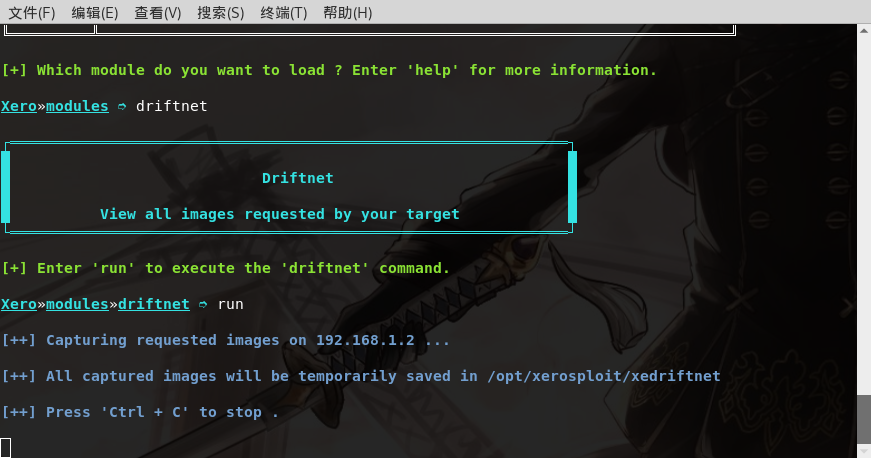 文件(F) 编辑(E) 查看(V) 搜索(S) 终端(T) 帮助(H)
[+] Which module do you want to load ? Enter 'help' for more information.
Xero»modules ➮ driftnet
Driftnet
View all images requested by your target
[+] Enter 'run' to execute the 'driftnet' command.
Xero»modules»driftnet ➮ run
[++] Capturing requested images on 192.168.1.2 ...
[++] All captured images will be temporarily saved in /opt/xerosploit/xedriftnet
[++] Press 'Ctrl + C' to stop .